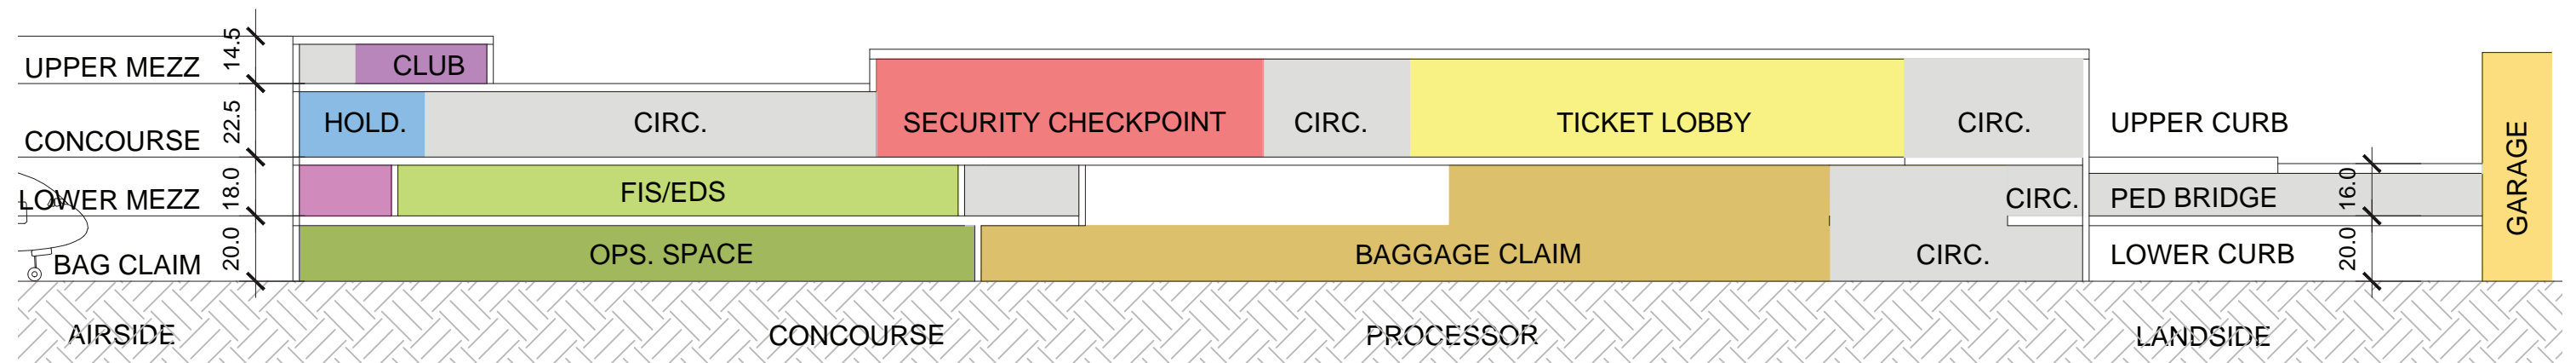 UPPER MEZZ 14.5 CLUB
CONCOURSE 22.5 HOLD. CIRC. SECURITY CHECKPOINT CIRC. TICKET LOBBY CIRC. UPPER CURB
LOWER MEZZ 18.0 FIS/EDS CIRC. PED BRIDGE 16.0
BAG CLAIM 20.0 OPS. SPACE BAGGAGE CLAIM CIRC. LOWER CURB 20.0
GARAGE
AIRSIDE CONCOURSE PROCESSOR LANDSIDE